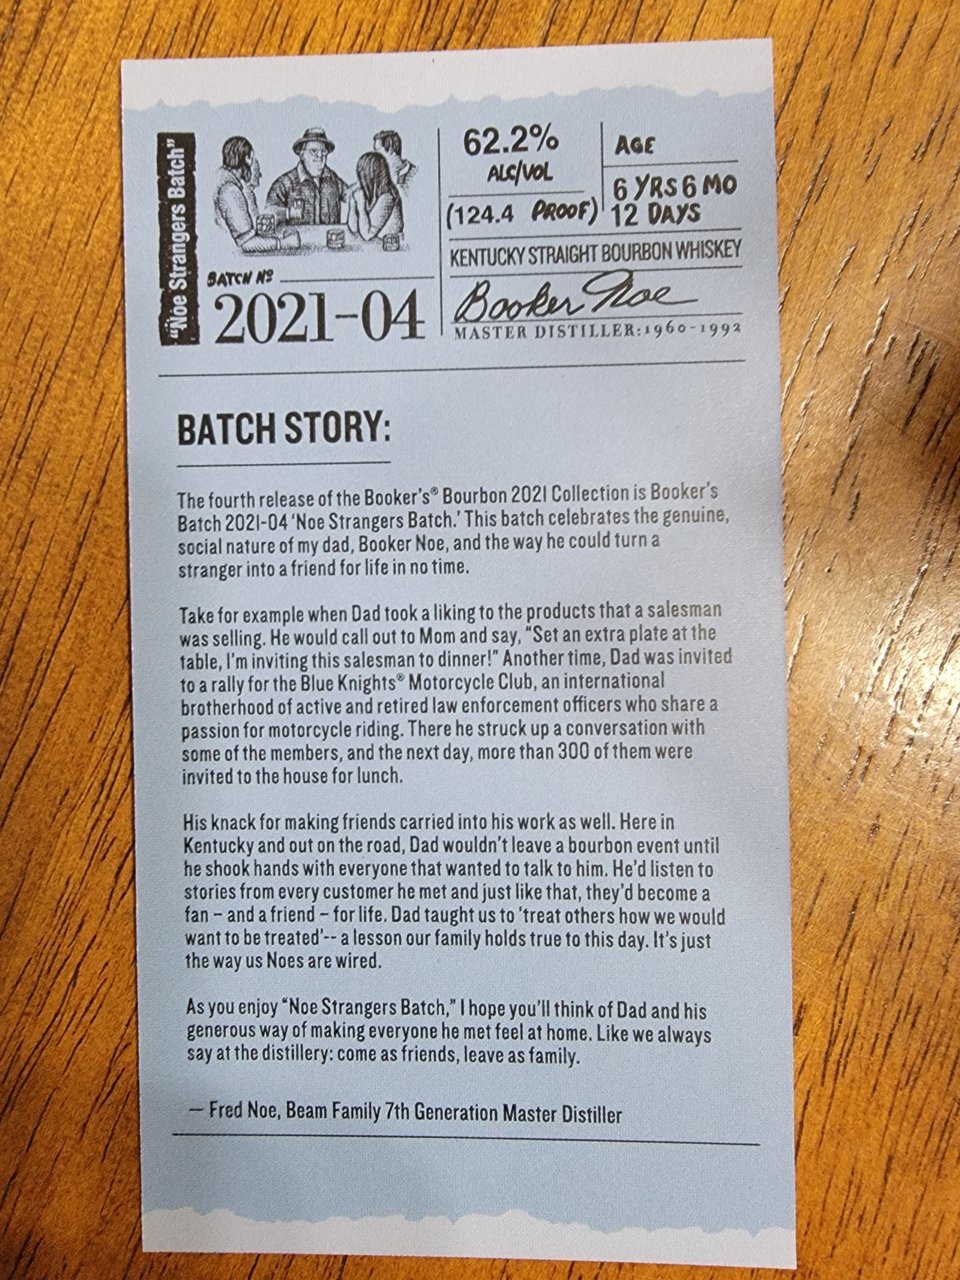 "Noe Strangers Batch"
BATCH Nº
2021-04
62.2%
ALC/VOL
(124.4 PROOF)
AGE
6 YRS 6 MO
12 DAYS
KENTUCKY STRAIGHT BOURBON WHISKEY
Booker Noe
MASTER DISTILLER:1960-1992
BATCH STORY:
The fourth release of the Booker's® Bourbon 2021 Collection is Booker's
Batch 2021-04 'Noe Strangers Batch.' This batch celebrates the genuine,
social nature of my dad, Booker Noe, and the way he could turn a
stranger into a friend for life in no time.
Take for example when Dad took a liking to the products that a salesman
was selling. He would call out to Mom and say, "Set an extra plate at the
table, I'm inviting this salesman to dinner!" Another time, Dad was invited
to a rally for the Blue Knights® Motorcycle Club, an international
brotherhood of active and retired law enforcement officers who share a
passion for motorcycle riding. There he struck up a conversation with
some of the members, and the next day, more than 300 of them were
invited to the house for lunch.
His knack for making friends carried into his work as well. Here in
Kentucky and out on the road, Dad wouldn't leave a bourbon event until
he shook hands with everyone that wanted to talk to him. He'd listen to
stories from every customer he met and just like that, they'd become a
fan – and a friend – for life. Dad taught us to 'treat others how we would
want to be treated'-- a lesson our family holds true to this day. It's just
the way us Noes are wired.
As you enjoy "Noe Strangers Batch," I hope you'll think of Dad and his
generous way of making everyone he met feel at home. Like we always
say at the distillery: come as friends, leave as family.
— Fred Noe, Beam Family 7th Generation Master Distiller